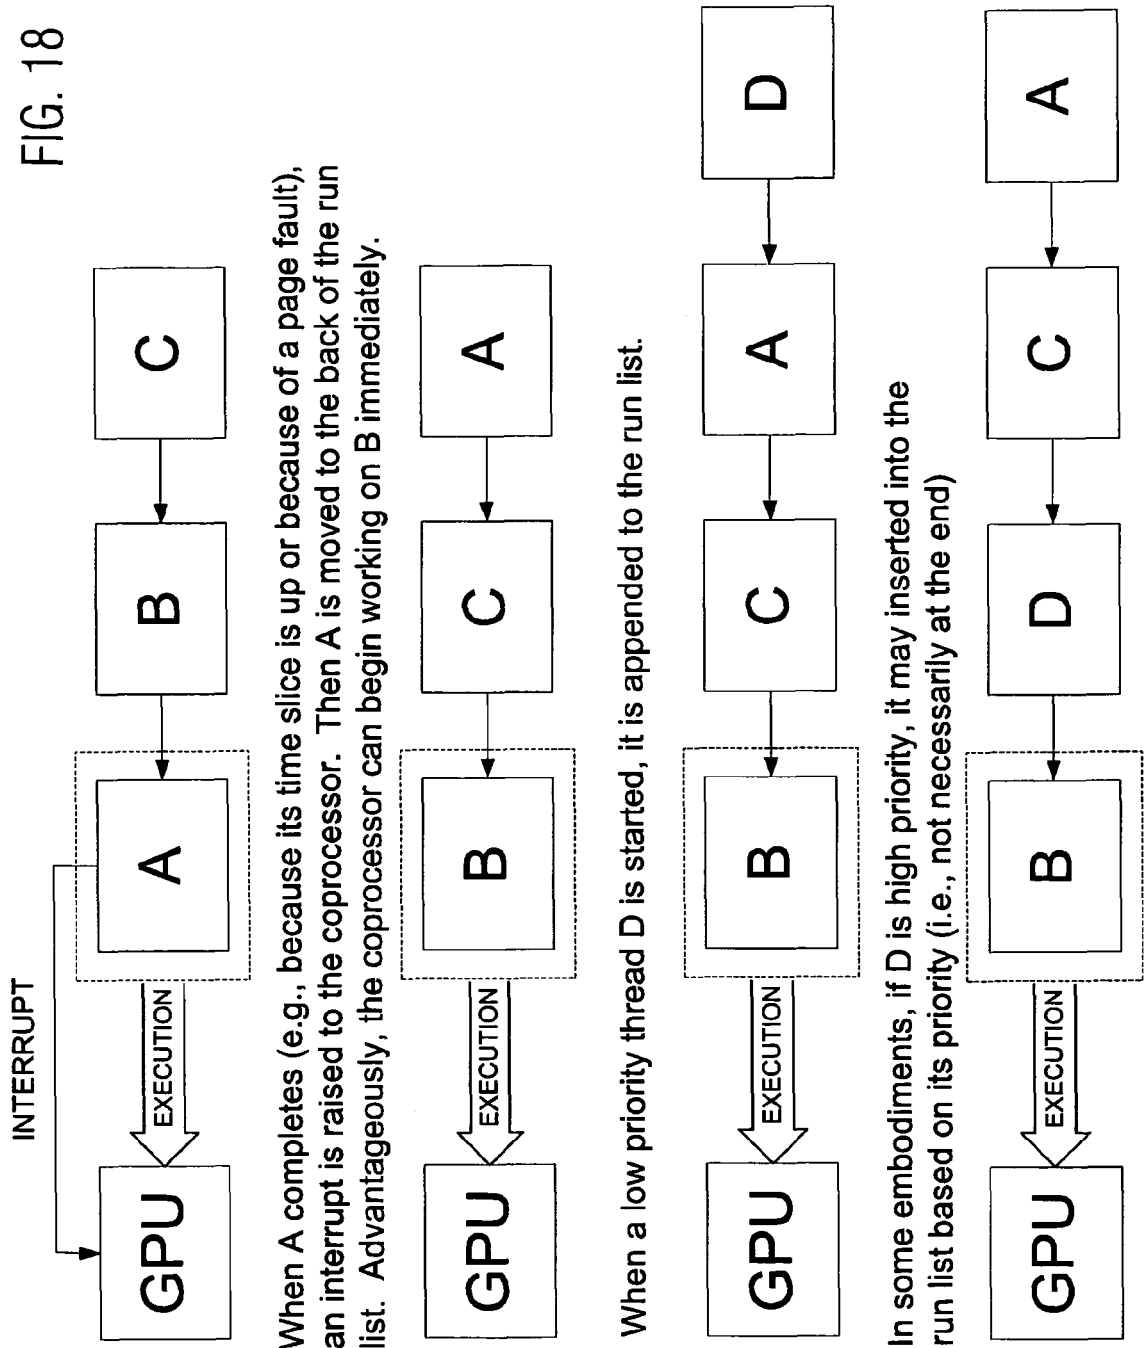 FIG. 18
INTERRUPT
GPU
EXECUTION
A
B
C
When A completes (e.g., because its time slice is up or because of a page fault),
an interrupt is raised to the coprocessor. Then A is moved to the back of the run
list. Advantageously, the coprocessor can begin working on B immediately.
GPU
EXECUTION
B
C
A
When a low priority thread D is started, it is appended to the run list.
GPU
EXECUTION
B
C
A
D
In some embodiments, if D is high priority, it may inserted into the
run list based on its priority (i.e., not necessarily at the end)
GPU
EXECUTION
B
D
C
A